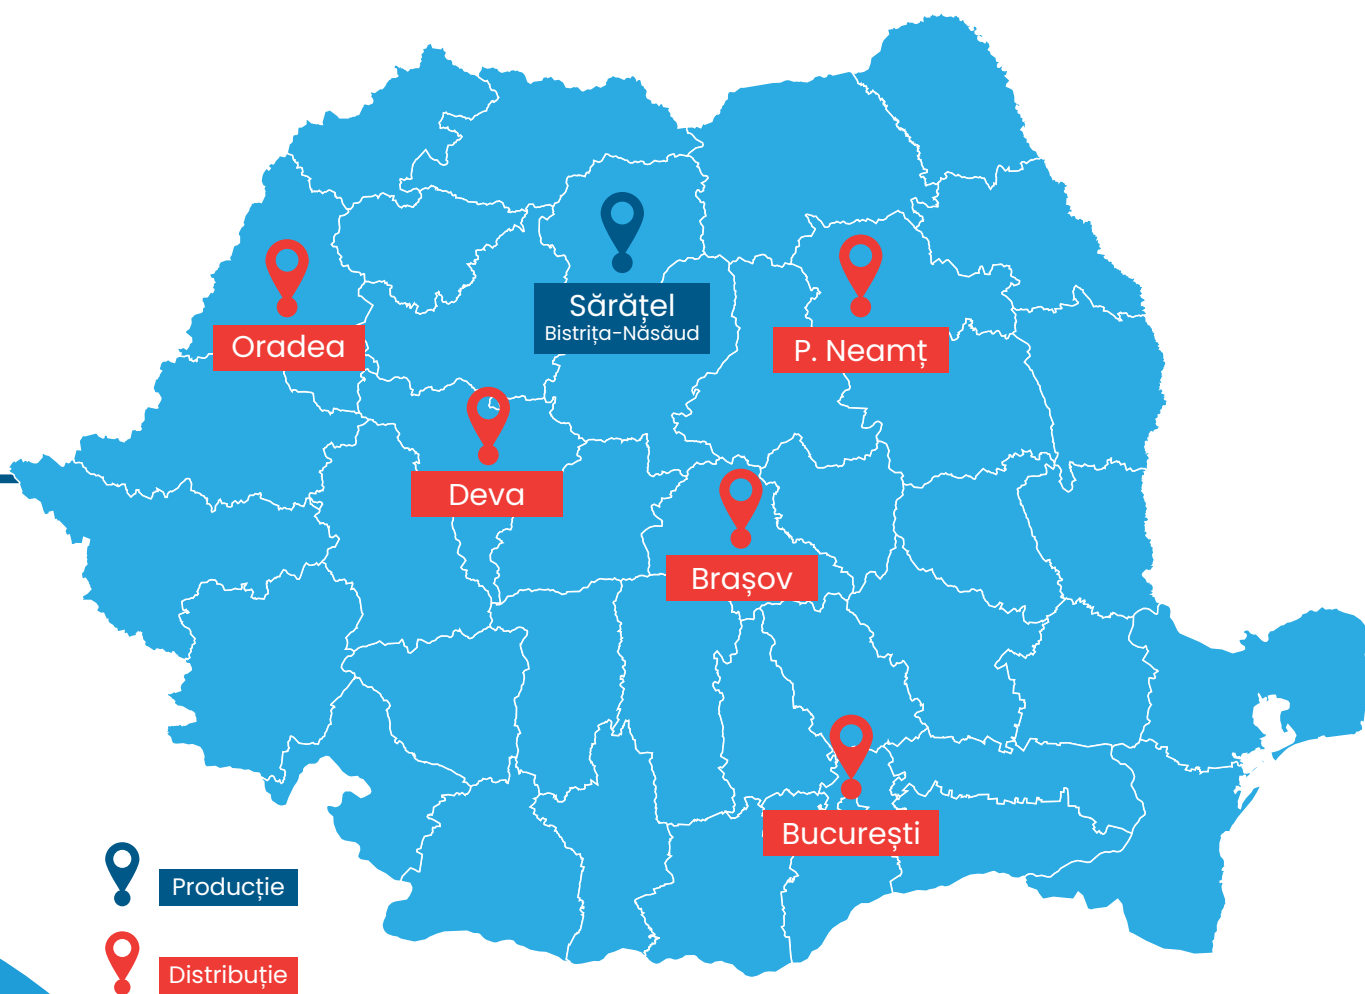 Sărățel
Bistrița-Năsăud
Oradea
P. Neamț
Deva
Brașov
București
Producție
Distribuție